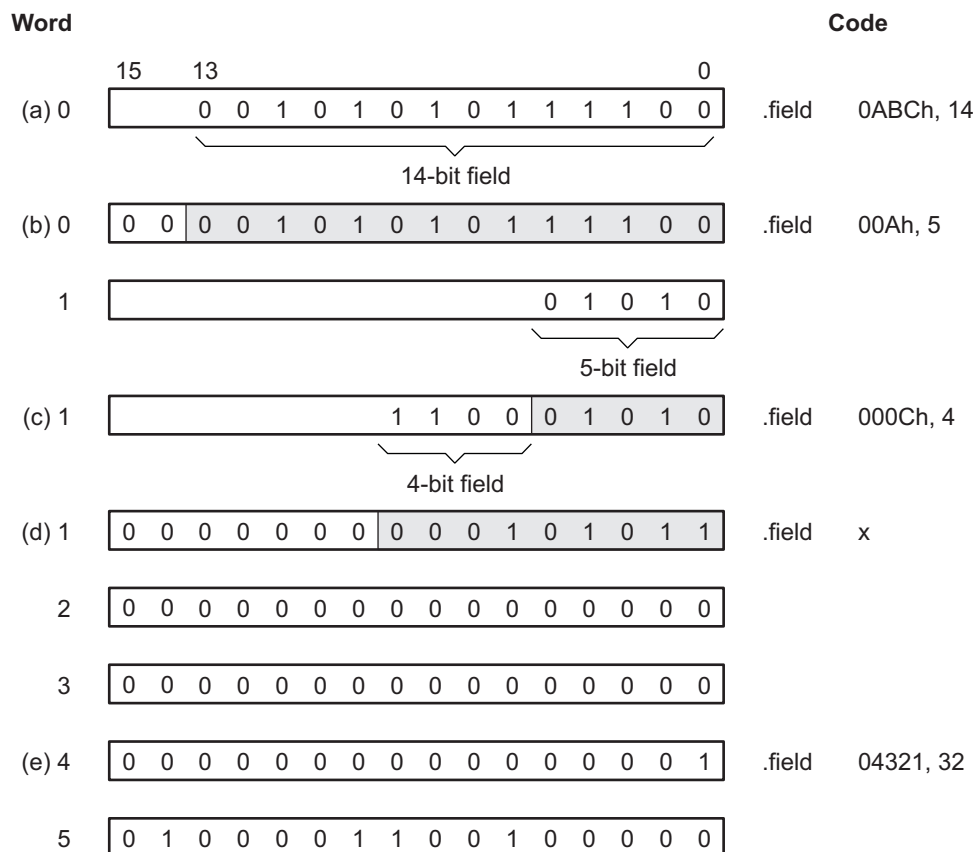 Word Code
15 13 0
(a) 0 0 0 1 0 1 0 1 0 1 1 1 1 0 0 .field 0ABCh, 14
14-bit field
(b) 0 0 0 0 0 1 0 1 0 1 0 1 1 1 1 0 0 .field 00Ah, 5
1 0 1 0 1 0
5-bit field
(c) 1 1 1 0 0 0 1 0 1 0 .field 000Ch, 4
4-bit field
(d) 1 0 0 0 0 0 0 0 0 0 0 1 0 1 0 1 1 .field x
2 0 0 0 0 0 0 0 0 0 0 0 0 0 0 0 0
3 0 0 0 0 0 0 0 0 0 0 0 0 0 0 0 0
(e) 4 0 0 0 0 0 0 0 0 0 0 0 0 0 0 0 1 .field 04321, 32
5 0 1 0 0 0 0 1 1 0 0 1 0 0 0 0 0